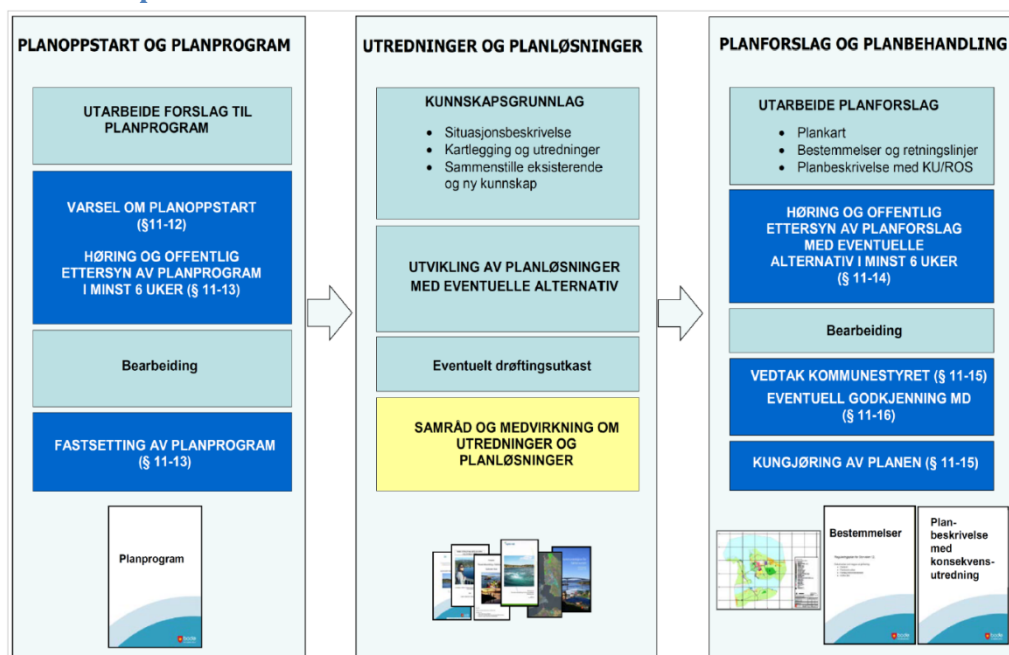 PLANOPPSTART OG PLANPROGRAM
UTARBEIDE FORSLAG TIL
PLANPROGRAM
VARSEL OM PLANOPPSTART
(§11-12)
HØRING OG OFFENTLIG
ETTERSYN AV PLANPROGRAM
I MINST 6 UKER (§ 11-13)
Bearbeiding
FASTSETTING AV PLANPROGRAM
(§ 11-13)
Planprogram
UTREDNINGER OG PLANLØSNINGER
KUNNSKAPSGRUNNLAG
• Situasjonsbeskrivelse
• Kartlegging og utredninger
• Sammenstille eksisterende
og ny kunnskap
UTVIKLING AV PLANLØSNINGER
MED EVENTUELLE ALTERNATIV
Eventuelt drøftingsutkast
SAMRÅD OG MEDVIRKNING OM
UTREDNINGER OG
PLANLØSNINGER
PLANFORSLAG OG PLANBEHANDLING
UTARBEIDE PLANFORSLAG
• Plankart
• Bestemmelser og retningslinjer
• Planbeskrivelse med KU/ROS
HØRING OG OFFENTLIG
ETTERSYN AV PLANFORSLAG
MED EVENTUELLE
ALTERNATIV I MINST 6 UKER
(§ 11-14)
Bearbeiding
VEDTAK KOMMUNESTYRET (§ 11-15)
EVENTUELL GODKJENNING MD
(§ 11-16)
KUNGJØRING AV PLANEN (§ 11-15)
Bestemmelser
Plan-
beskrivelse
med
konsekvens-
utredning